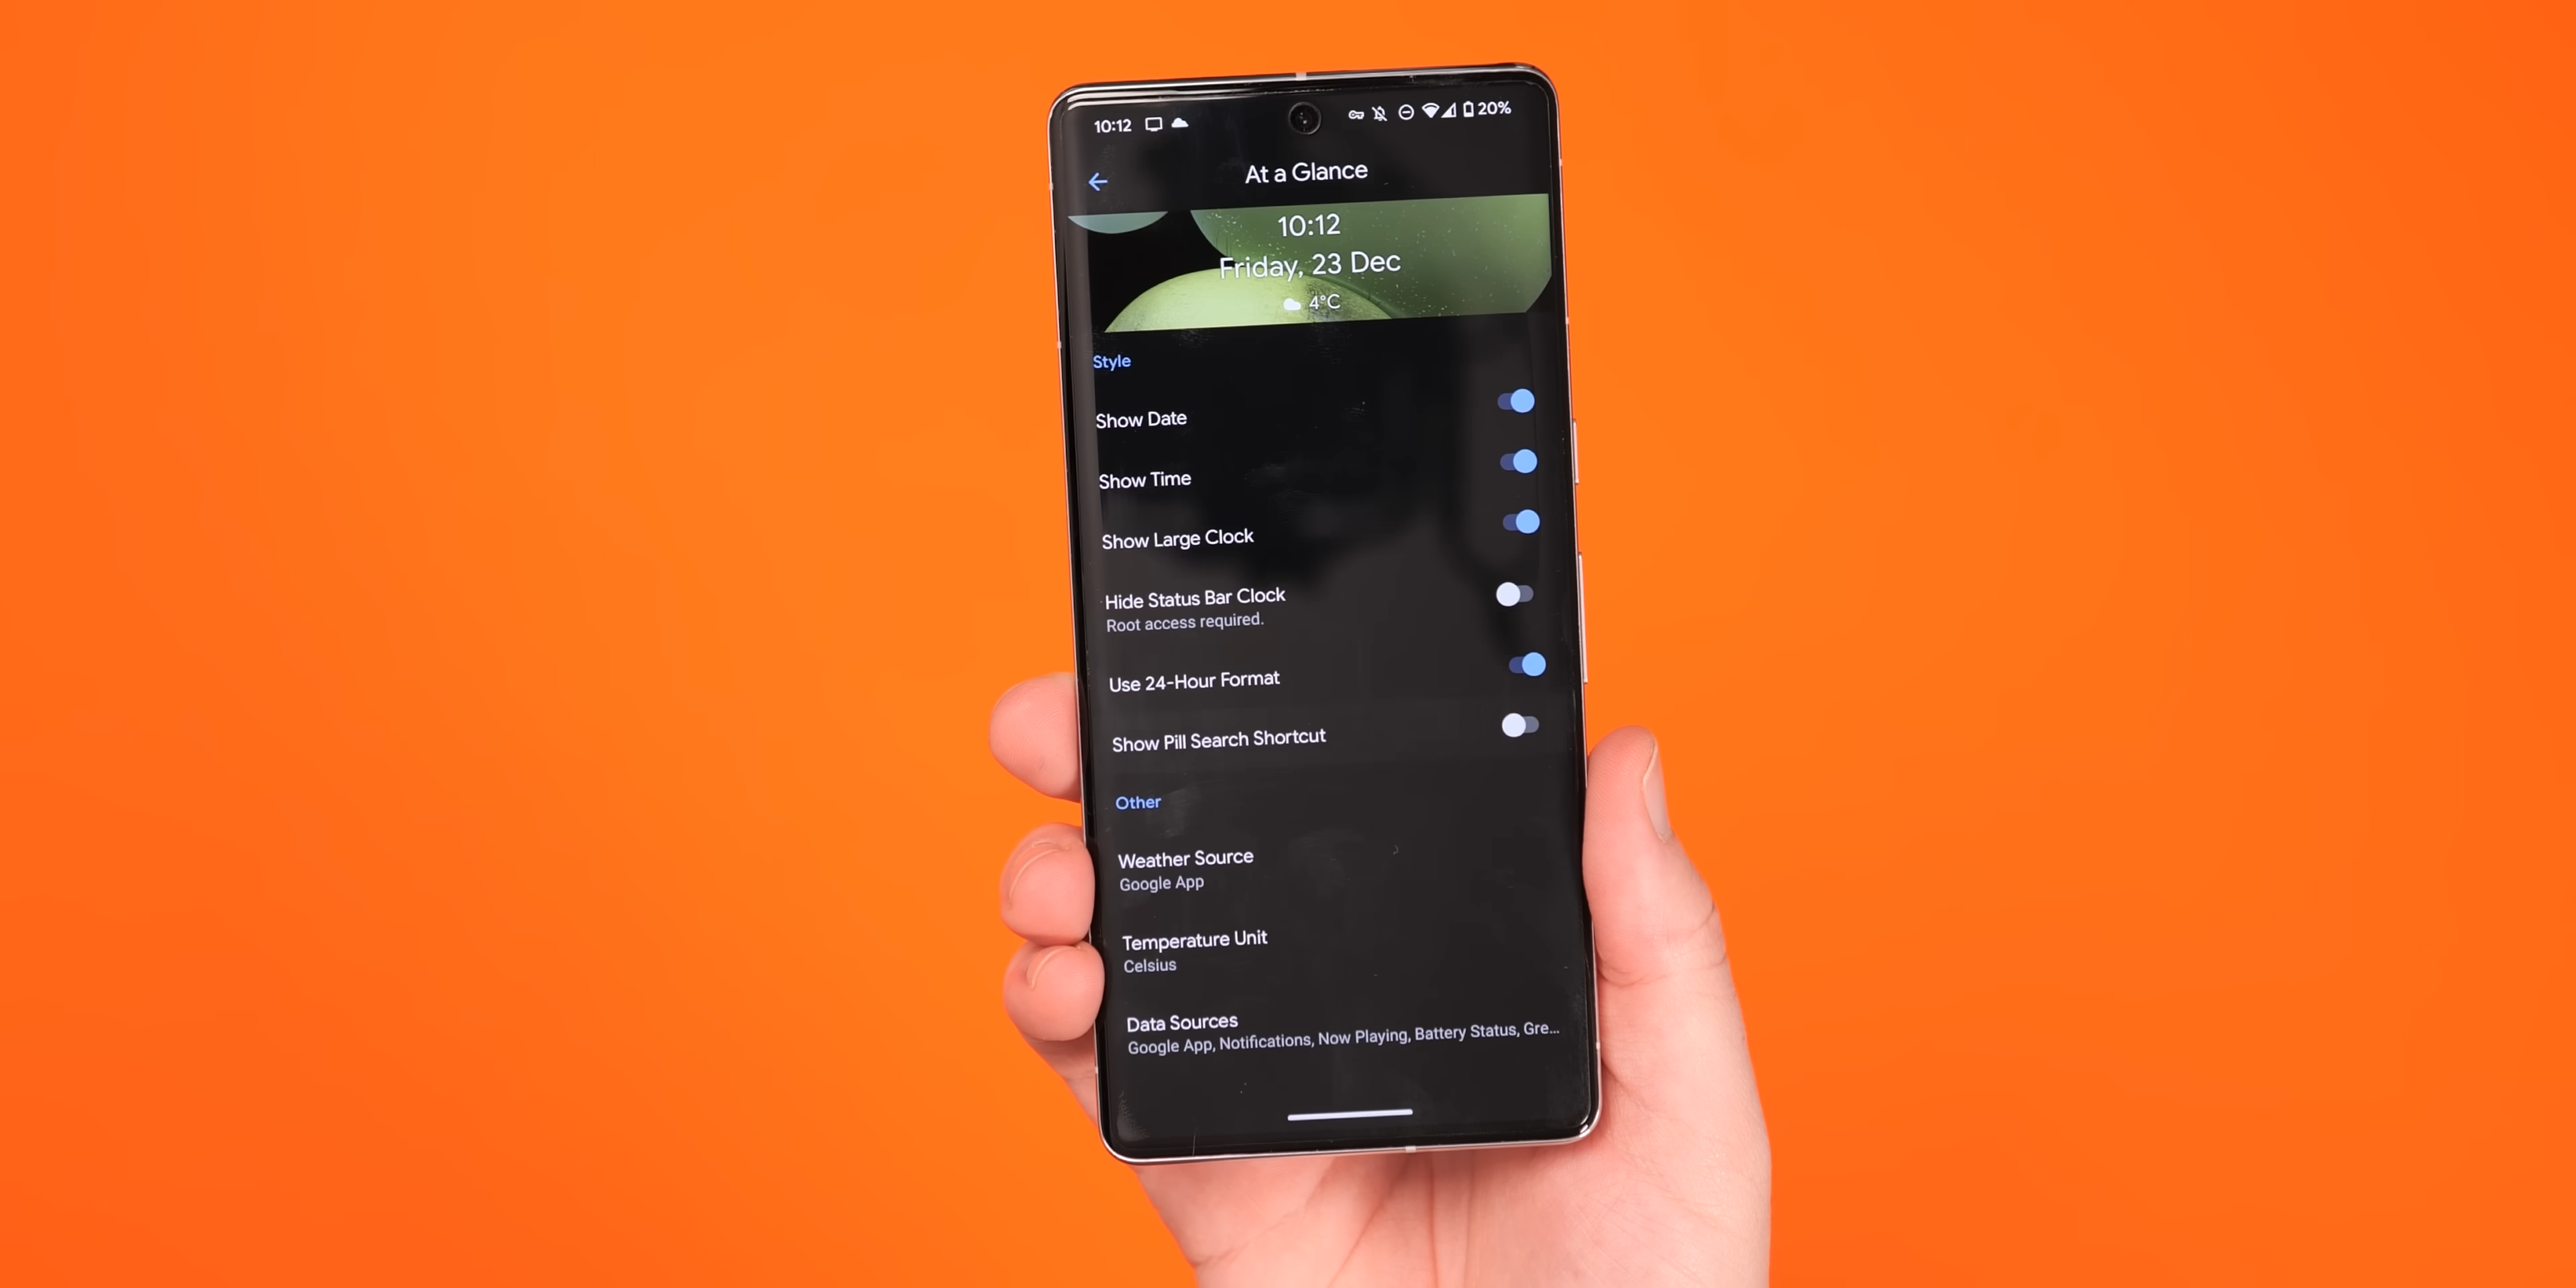 10:12 20%
At a Glance
10:12
Friday, 23 Dec
4°C
Style
Show Date
Show Time
Show Large Clock
Hide Status Bar Clock
Root access required.
Use 24-Hour Format
Show Pill Search Shortcut
Other
Weather Source
Google App
Temperature Unit
Celsius
Data Sources
Google App, Notifications, Now Playing, Battery Status, Gre...